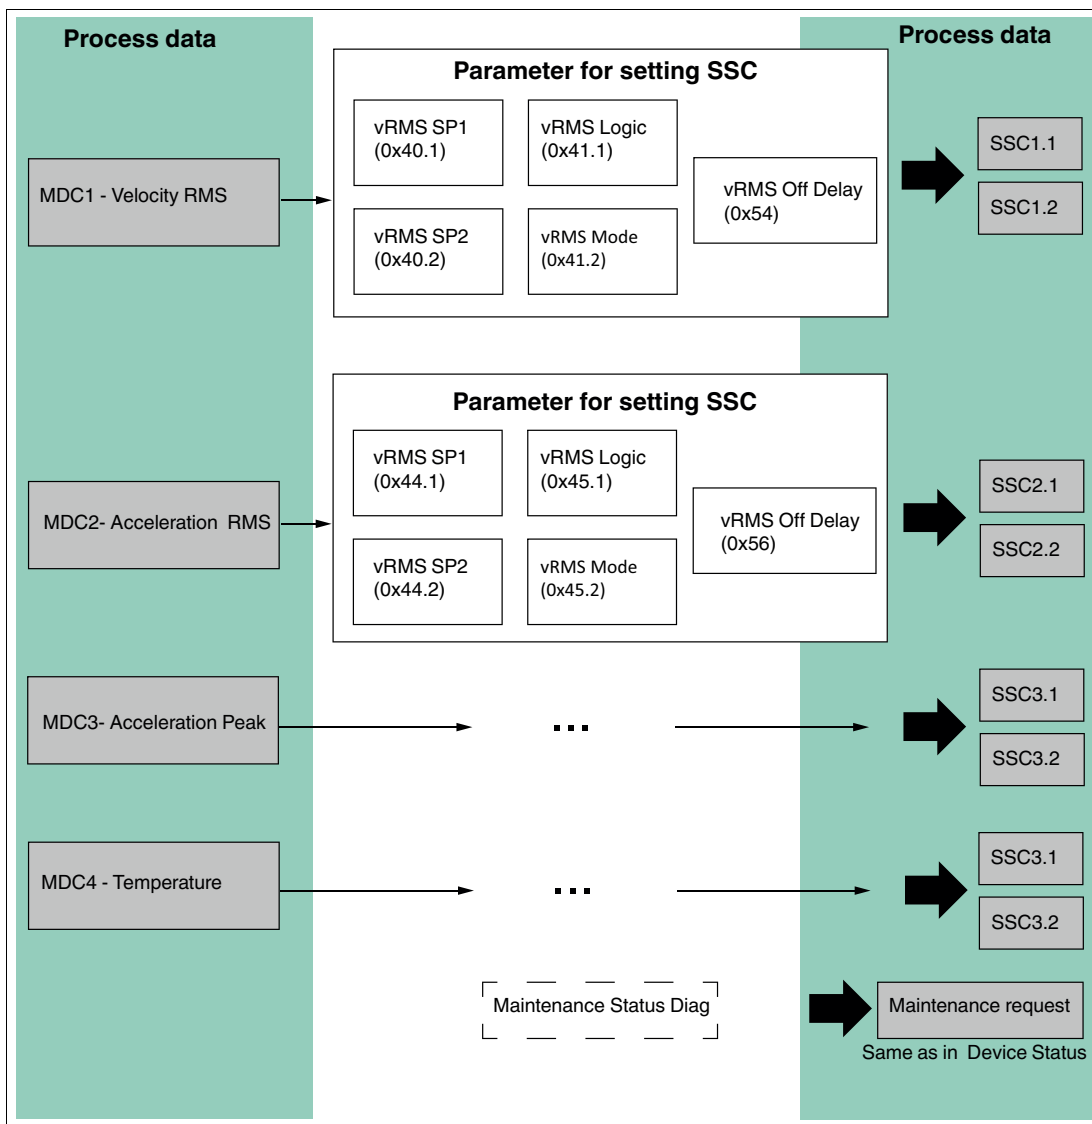 Process data
Process data
Parameter for setting SSC
MDC1 - Velocity RMS
vRMS SP1
(0x40.1)
vRMS Logic
(0x41.1)
vRMS SP2
(0x40.2)
vRMS Mode
(0x41.2)
vRMS Off Delay
(0x54)
SSC1.1
SSC1.2
Parameter for setting SSC
MDC2- Acceleration RMS
vRMS SP1
(0x44.1)
vRMS Logic
(0x45.1)
vRMS SP2
(0x44.2)
vRMS Mode
(0x45.2)
vRMS Off Delay
(0x56)
SSC2.1
SSC2.2
MDC3- Acceleration Peak
...
SSC3.1
SSC3.2
MDC4 - Temperature
...
SSC3.1
SSC3.2
Maintenance Status Diag
Maintenance request
Same as in Device Status